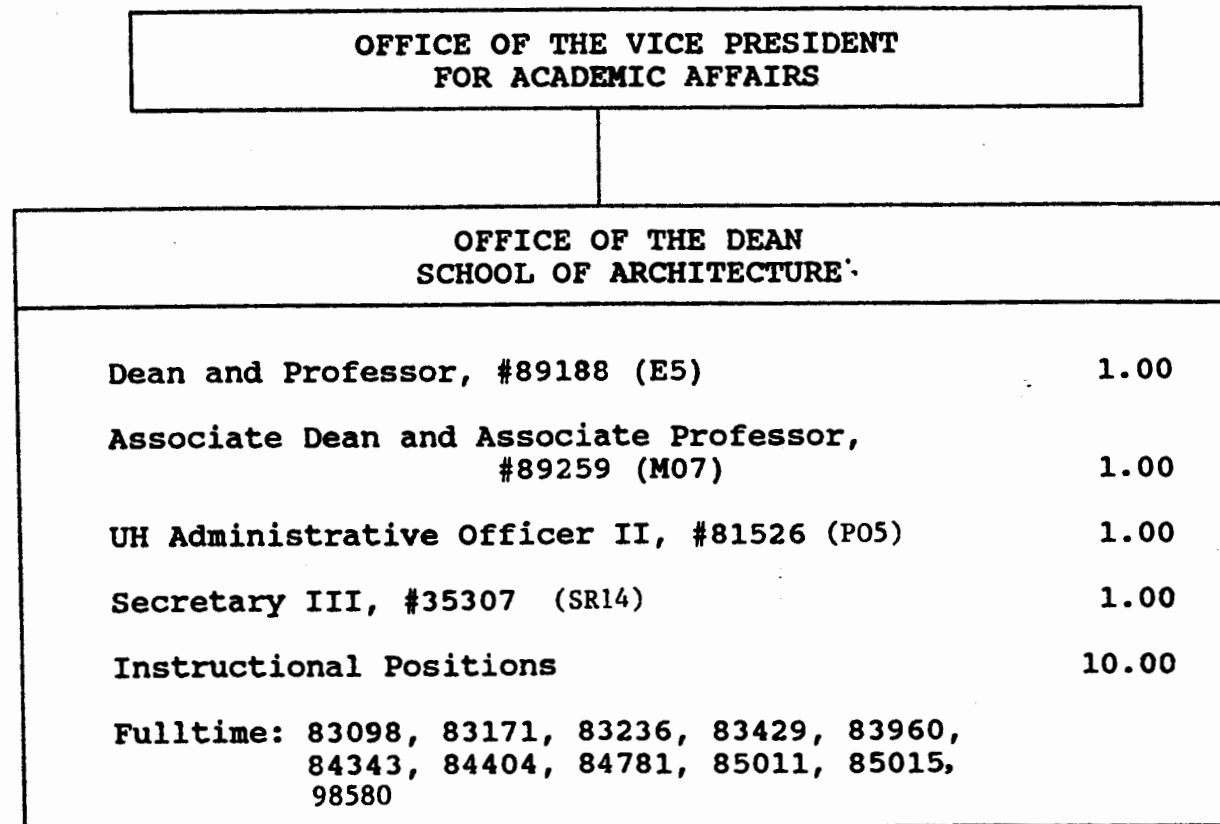 OFFICE OF THE VICE PRESIDENT
FOR ACADEMIC AFFAIRS
OFFICE OF THE DEAN
SCHOOL OF ARCHITECTURE
Dean and Professor, #89188 (E5) 1.00
Associate Dean and Associate Professor,
#89259 (M07) 1.00
UH Administrative Officer II, #81526 (P05) 1.00
Secretary III, #35307 (SR14) 1.00
Instructional Positions 10.00
Fulltime: 83098, 83171, 83236, 83429, 83960,
84343, 84404, 84781, 85011, 85015,
98580